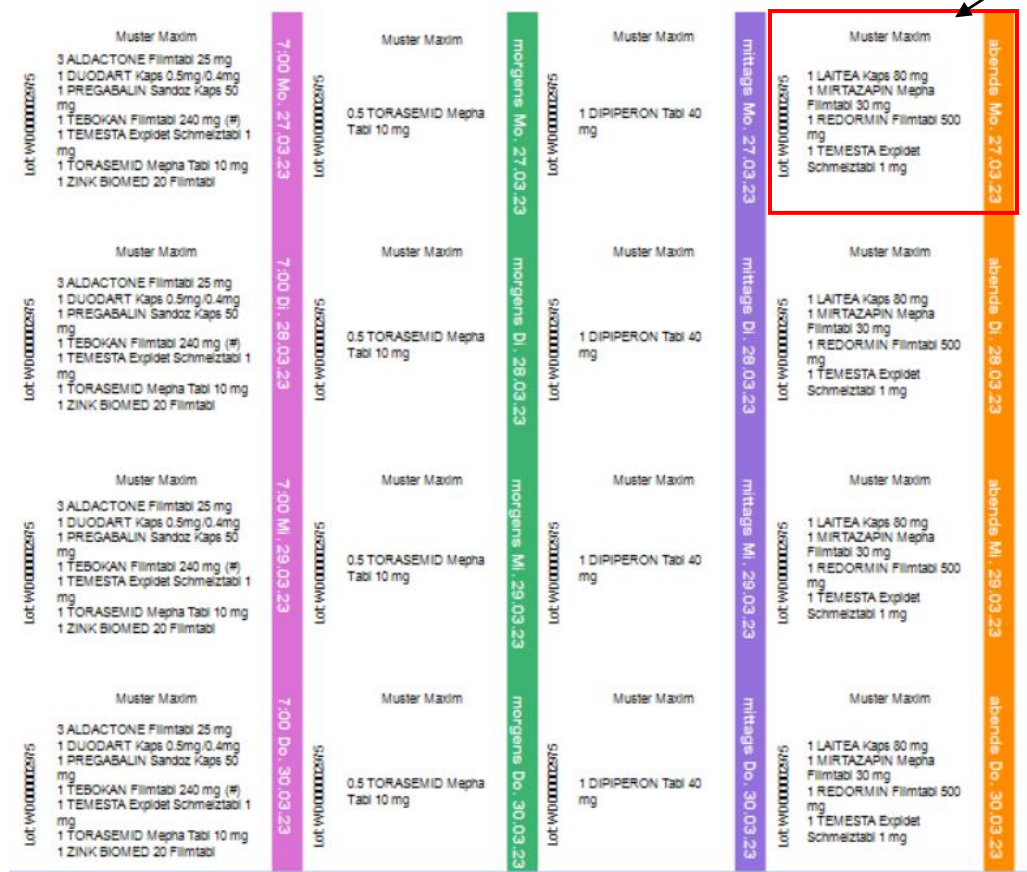 Muster Maxim
3 ALDACTONE Filmtabl 25 mg
1 DUODART Kaps 0.5mg/0.4mg
1 PREGABALIN Sandoz Kaps 50
mg
1 TEBOKAN Filmtabl 240 mg (#)
1 TEMESTA Expidet Schmelztabl 1
mg
1 TORASEMID Mepha Tabl 10 mg
1 ZINK BIOMED 20 Filmtabl
7:00 Mo. 27.03.23
Muster Maxim
0.5 TORASEMID Mepha
Tabl 10 mg
morgens Mo. 27.03.23
Muster Maxim
1 DIPIPERON Tabl 40
mg
mittags Mo. 27.03.23
Muster Maxim
1 LAITEA Kaps 80 mg
1 MIRTAZAPIN Mepha
Filmtabl 30 mg
1 REDORMIN Filmtabl 500
mg
1 TEMESTA Expidet
Schmelztabl 1 mg
abends Mo. 27.03.23
Muster Maxim
3 ALDACTONE Filmtabl 25 mg
1 DUODART Kaps 0.5mg/0.4mg
1 PREGABALIN Sandoz Kaps 50
mg
1 TEBOKAN Filmtabl 240 mg (#)
1 TEMESTA Expidet Schmelztabl 1
mg
1 TORASEMID Mepha Tabl 10 mg
1 ZINK BIOMED 20 Filmtabl
7:00 Di. 28.03.23
Muster Maxim
0.5 TORASEMID Mepha
Tabl 10 mg
morgens Di. 28.03.23
Muster Maxim
1 DIPIPERON Tabl 40
mg
mittags Di. 28.03.23
Muster Maxim
1 LAITEA Kaps 80 mg
1 MIRTAZAPIN Mepha
Filmtabl 30 mg
1 REDORMIN Filmtabl 500
mg
1 TEMESTA Expidet
Schmelztabl 1 mg
abends Di. 28.03.23
Muster Maxim
3 ALDACTONE Filmtabl 25 mg
1 DUODART Kaps 0.5mg/0.4mg
1 PREGABALIN Sandoz Kaps 50
mg
1 TEBOKAN Filmtabl 240 mg (#)
1 TEMESTA Expidet Schmelztabl 1
mg
1 TORASEMID Mepha Tabl 10 mg
1 ZINK BIOMED 20 Filmtabl
7:00 Mi. 29.03.23
Muster Maxim
0.5 TORASEMID Mepha
Tabl 10 mg
morgens Mi. 29.03.23
Muster Maxim
1 DIPIPERON Tabl 40
mg
mittags Mi. 29.03.23
Muster Maxim
1 LAITEA Kaps 80 mg
1 MIRTAZAPIN Mepha
Filmtabl 30 mg
1 REDORMIN Filmtabl 500
mg
1 TEMESTA Expidet
Schmelztabl 1 mg
abends Mi. 29.03.23
Muster Maxim
3 ALDACTONE Filmtabl 25 mg
1 DUODART Kaps 0.5mg/0.4mg
1 PREGABALIN Sandoz Kaps 50
mg
1 TEBOKAN Filmtabl 240 mg (#)
1 TEMESTA Expidet Schmelztabl 1
mg
1 TORASEMID Mepha Tabl 10 mg
1 ZINK BIOMED 20 Filmtabl
7:00 Do. 30.03.23
Muster Maxim
0.5 TORASEMID Mepha
Tabl 10 mg
morgens Do. 30.03.23
Muster Maxim
1 DIPIPERON Tabl 40
mg
mittags Do. 30.03.23
Muster Maxim
1 LAITEA Kaps 80 mg
1 MIRTAZAPIN Mepha
Filmtabl 30 mg
1 REDORMIN Filmtabl 500
mg
1 TEMESTA Expidet
Schmelztabl 1 mg
abends Do. 30.03.23